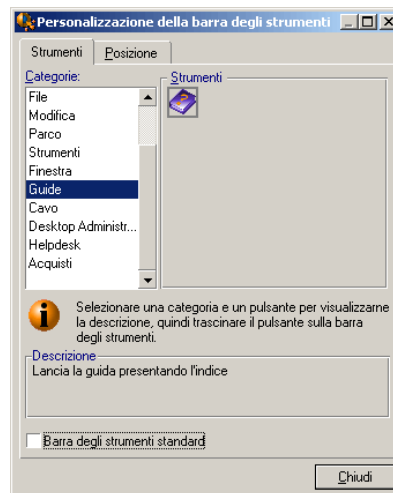 Personalizzazione della barra degli strumenti
Strumenti Posizione
Categorie:
File
Modifica
Parco
Strumenti
Finestra
Guide
Cavo
Desktop Administr...
Helpdesk
Acquisti
Strumenti
Selezionare una categoria e un pulsante per visualizzarne
la descrizione, quindi trascinare il pulsante sulla barra
degli strumenti.
Descrizione
Lancia la guida presentando l'indice
Barra degli strumenti standard
Chiudi